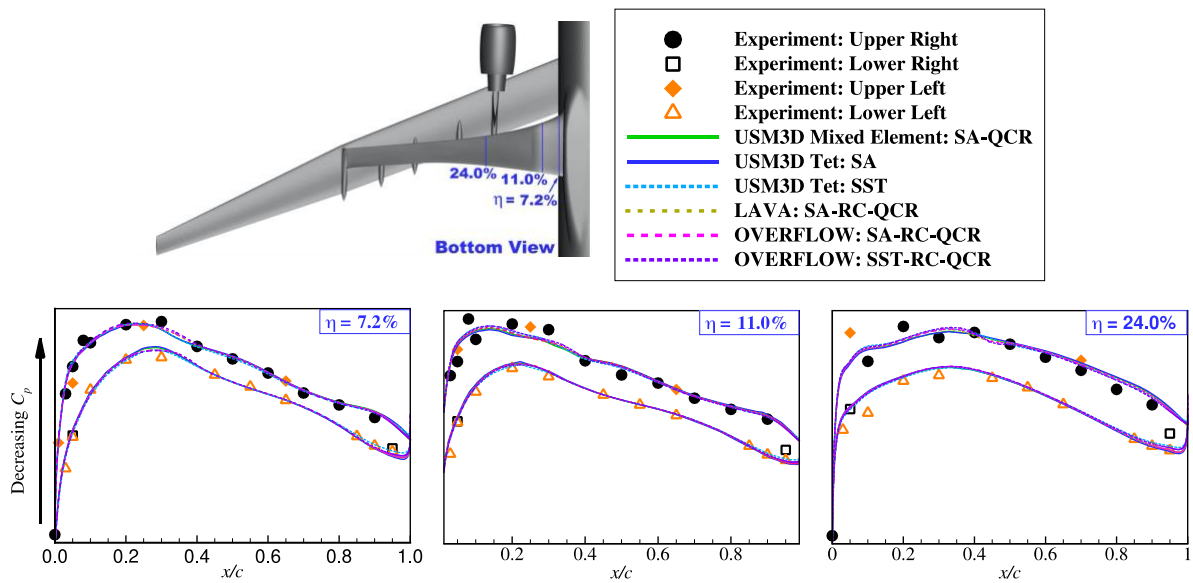 24.0%
11.0%
η = 7.2%
Bottom View
Experiment: Upper Right
Experiment: Lower Right
Experiment: Upper Left
Experiment: Lower Left
USM3D Mixed Element: SA-QCR
USM3D Tet: SA
USM3D Tet: SST
LAVA: SA-RC-QCR
OVERFLOW: SA-RC-QCR
OVERFLOW: SST-RC-QCR
Decreasing Cp
η = 7.2%
0.0 0.2 0.4 0.6 0.8 1.0
x/c
η = 11.0%
0.2 0.4 0.6 0.8
x/c
η = 24.0%
0 0.2 0.4 0.6 0.8 1
x/c